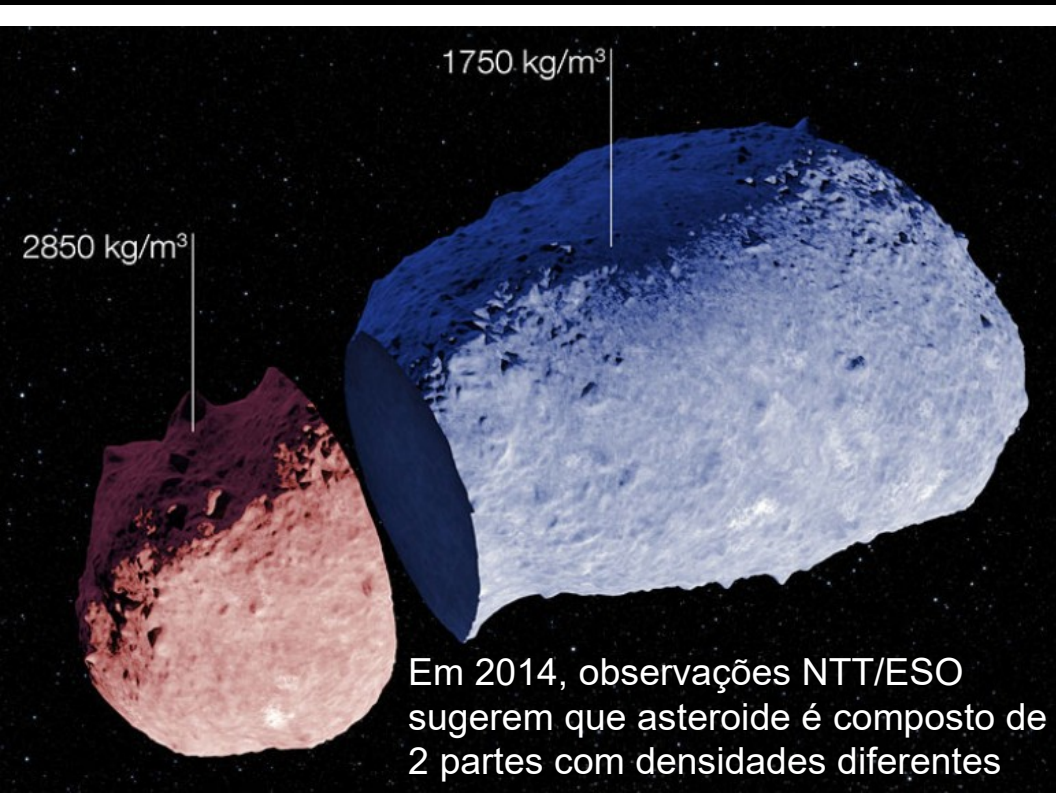 1750 kg/m³
2850 kg/m³
Em 2014, observações NTT/ESO
sugerem que asteroide é composto de
2 partes com densidades diferentes